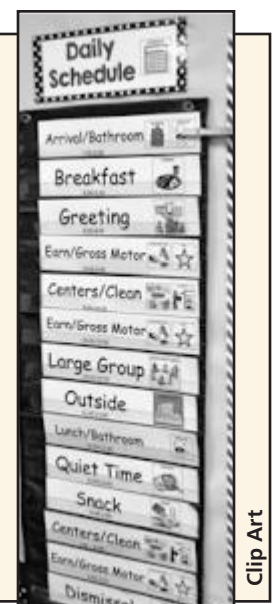 Daily
Schedule
Arrival/Bathroom
Breakfast
Greeting
Earn/Gross Motor
Centers/Clean
Earn/Gross Motor
Large Group
Outside
Lunch/Bathroom
Quiet Time
Snack
Centers/Clean
Earn/Gross Motor
Dismissal
Clip Art